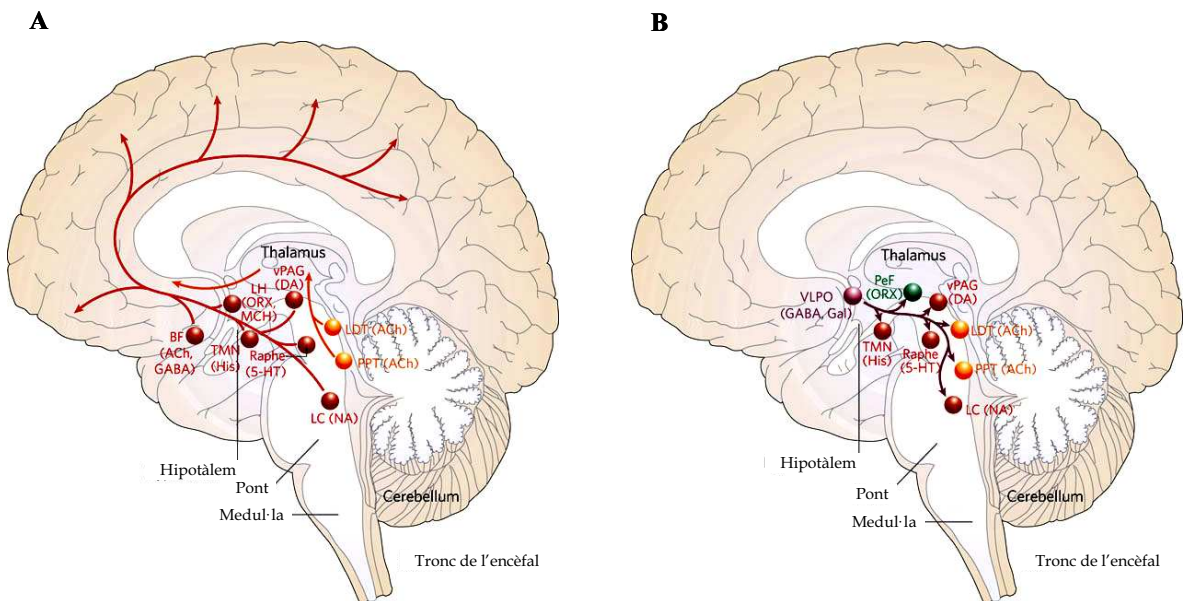 A
Thalamus
vPAG
(DA)
LH
(ORX,
MCH)
BF
(ACh,
GABA)
TMN
(His)
Raphe
(5-HT)
LDT (ACh)
PPT (ACh)
LC (NA)
Hipotàlem
Pont
Medul·la
Cerebellum
Tronc de l’encèfal
B
Thalamus
PeF
(ORX)
vPAG
(DA)
VLPO
(GABA, Gal)
TMN
(His)
Raphe
(5-HT)
LDT (ACh)
PPT (ACh)
LC (NA)
Hipotàlem
Pont
Medul·la
Cerebellum
Tronc de l’encèfal